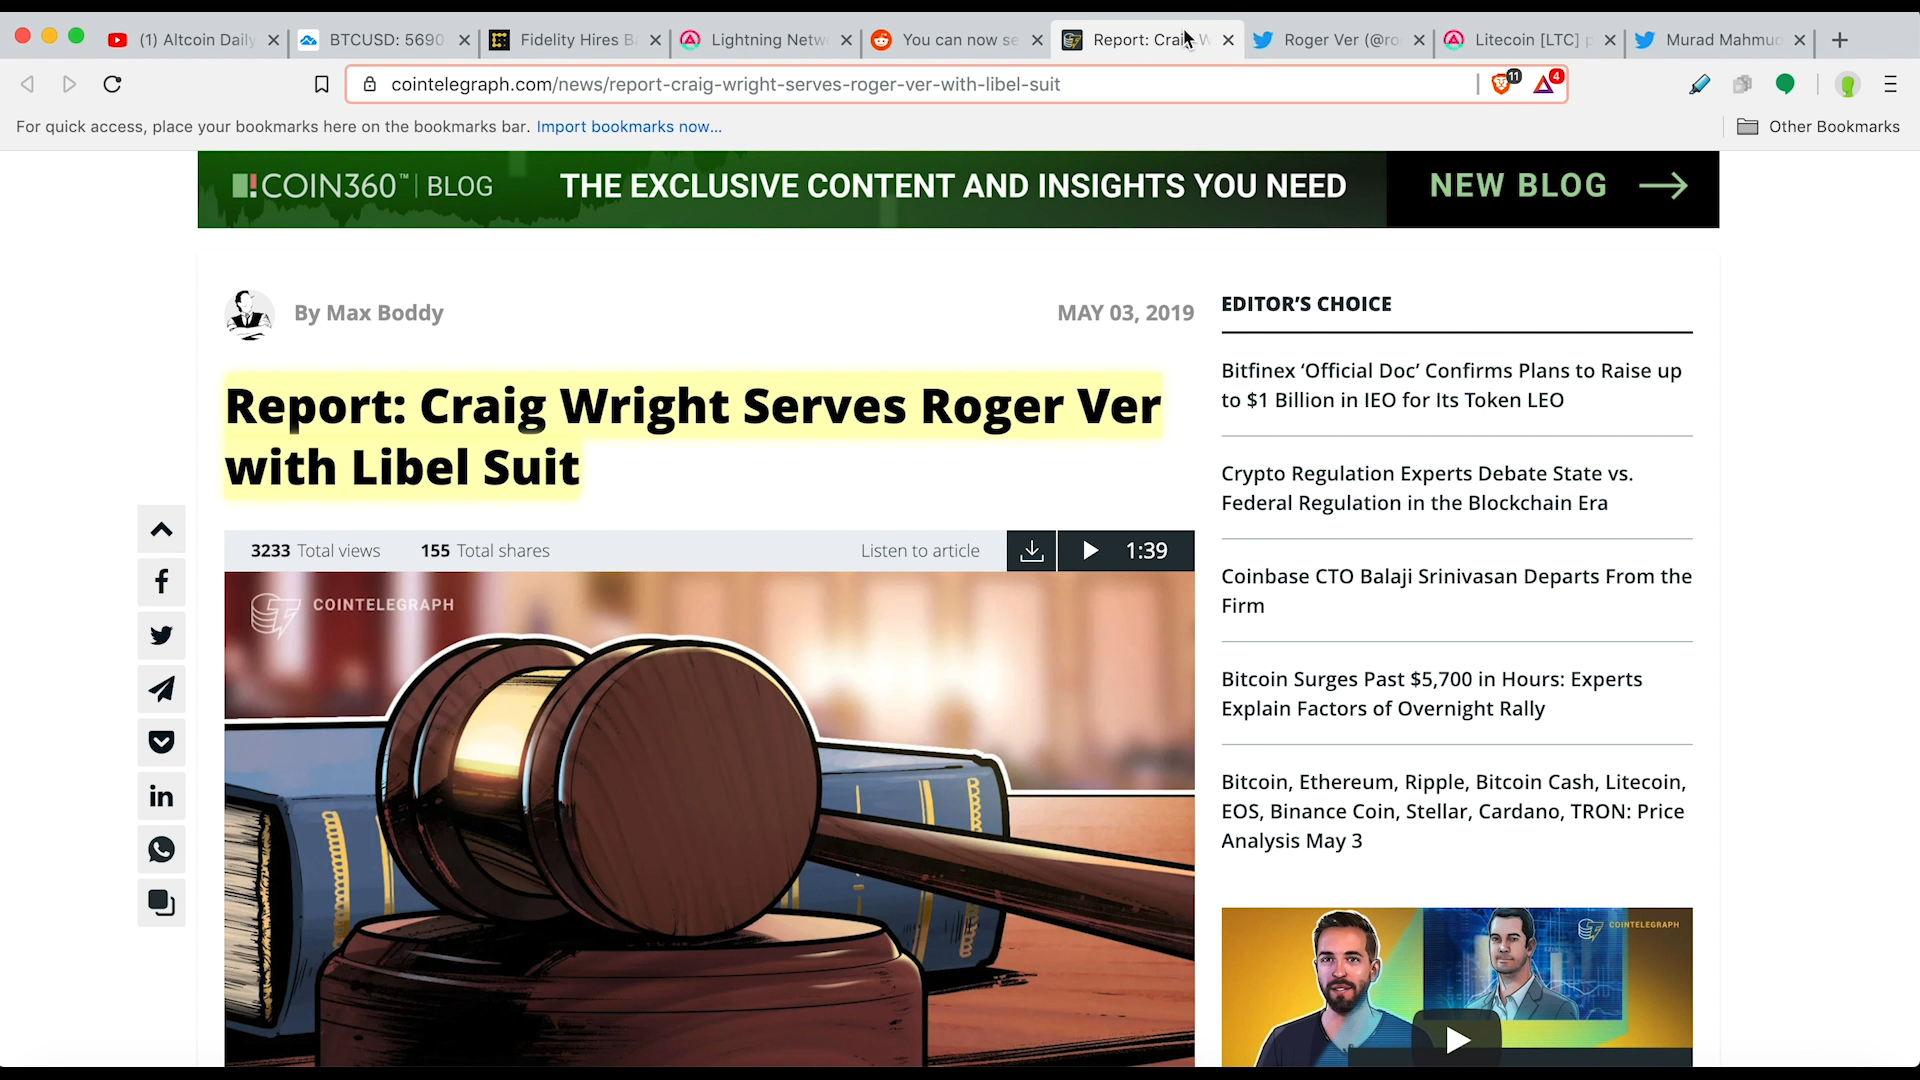 (1) Altcoin Daily
BTCUSD: 5690
Fidelity Hires B
Lightning Netw
You can now se
Report: Craig W
Roger Ver (@ro
Litecoin [LTC] p
Murad Mahmud
cointelegraph.com/news/report-craig-wright-serves-roger-ver-with-libel-suit
11
4
For quick access, place your bookmarks here on the bookmarks bar. Import bookmarks now...
Other Bookmarks
COIN360™ | BLOG
THE EXCLUSIVE CONTENT AND INSIGHTS YOU NEED
NEW BLOG
By Max Boddy
MAY 03, 2019
Report: Craig Wright Serves Roger Ver
with Libel Suit
3233 Total views
155 Total shares
Listen to article
1:39
COINTELEGRAPH
EDITOR’S CHOICE
Bitfinex ‘Official Doc’ Confirms Plans to Raise up
to $1 Billion in IEO for Its Token LEO
Crypto Regulation Experts Debate State vs.
Federal Regulation in the Blockchain Era
Coinbase CTO Balaji Srinivasan Departs From the
Firm
Bitcoin Surges Past $5,700 in Hours: Experts
Explain Factors of Overnight Rally
Bitcoin, Ethereum, Ripple, Bitcoin Cash, Litecoin,
EOS, Binance Coin, Stellar, Cardano, TRON: Price
Analysis May 3
COINTELEGRAPH